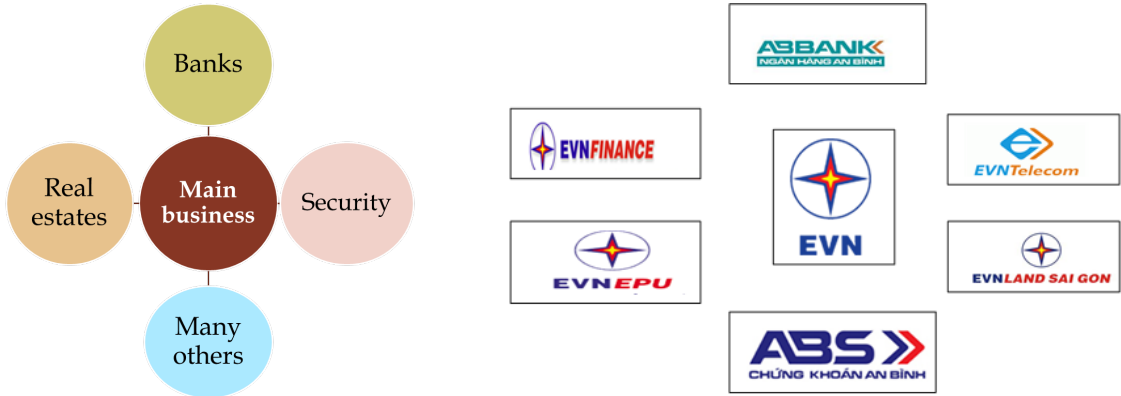 Banks
Real
estates
Main
business
Security
Many
others
ABBANK
NGÂN HÀNG AN BÌNH
EVNFINANCE
EVNTelecom
EVN
EVNEPU
EVNLAND SAI GON
ABS
CHỨNG KHOÁN AN BÌNH